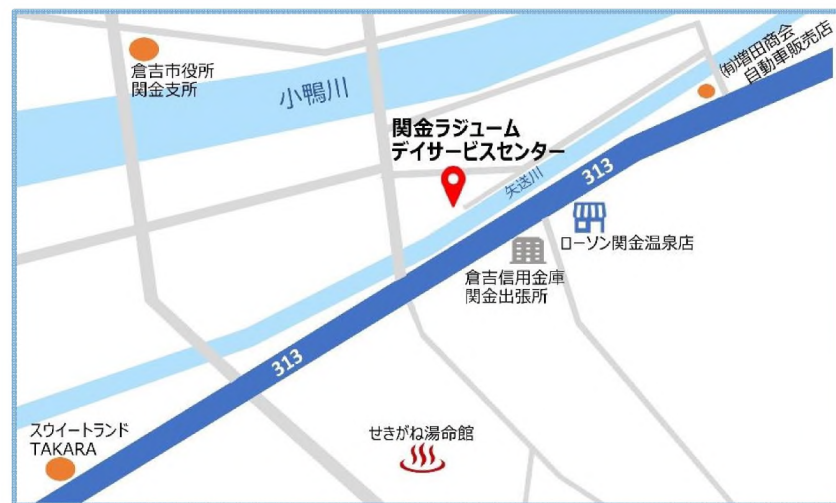 倉吉市役所
関金支所
小鴨川
(有)増田商会
自動車販売店
関金ラジューム
デイサービスセンター
矢送川
313
ローソン関金温泉店
倉吉信用金庫
関金出張所
313
スウイートランド
TAKARA
せきがね湯命館